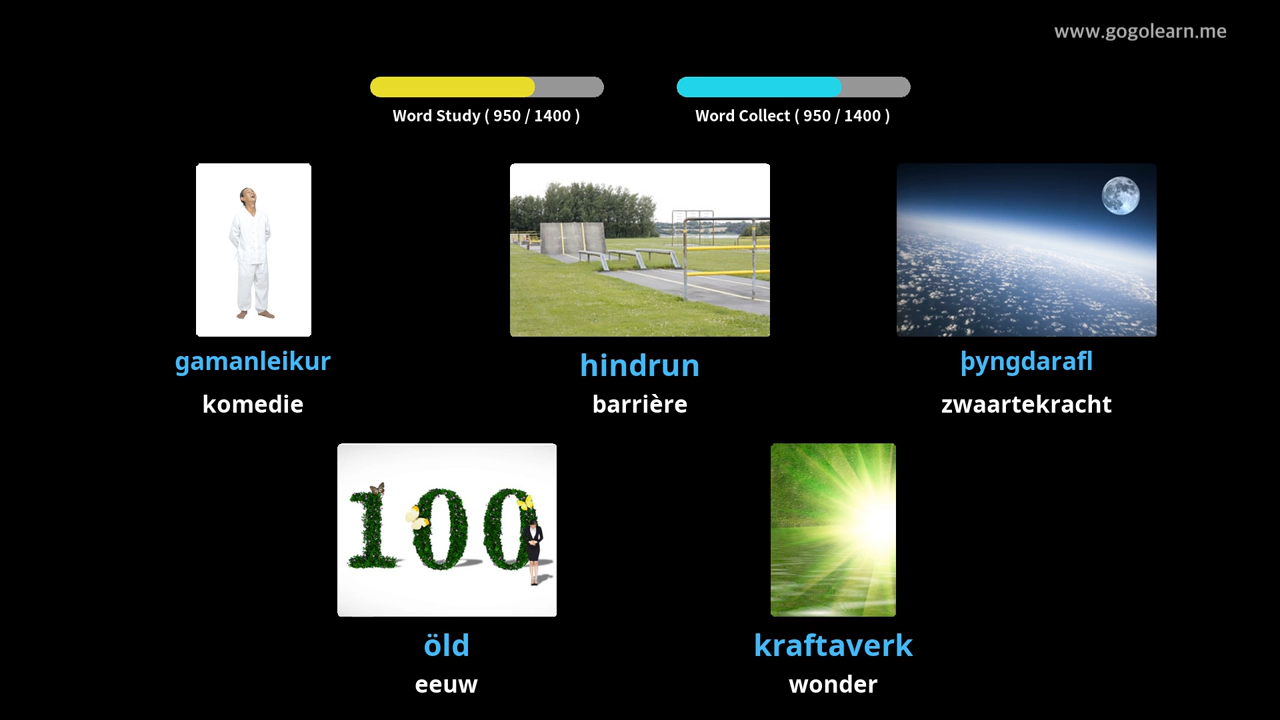 www.gogolearn.me
Word Study ( 950 / 1400 )
Word Collect ( 950 / 1400 )
gamanleikur
hindrun
þyngdarafl
komedie
barrière
zwaartekracht
100
öld
kraftaverk
eeuw
wonder